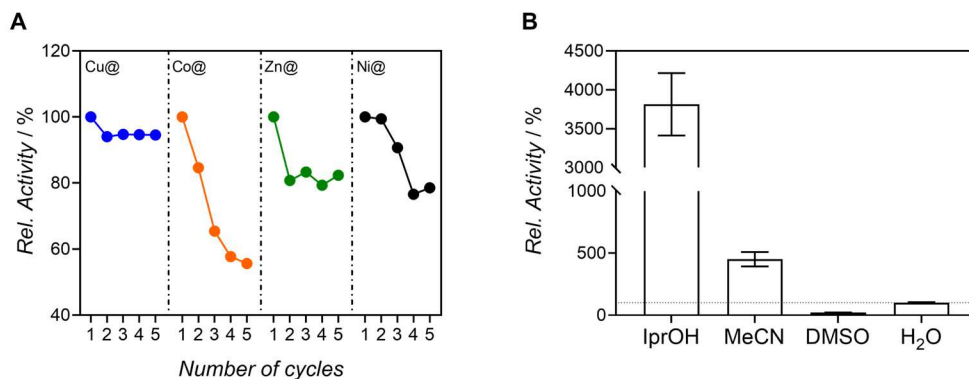 A
Rel. Activity / %
120
100
80
60
40
Cu@
Co@
Zn@
Ni@
1 2 3 4 5 1 2 3 4 5 1 2 3 4 5 1 2 3 4 5
Number of cycles
B
Rel. Activity / %
4500
4000
3500
3000
1000
500
0
IprOH MeCN DMSO H₂O